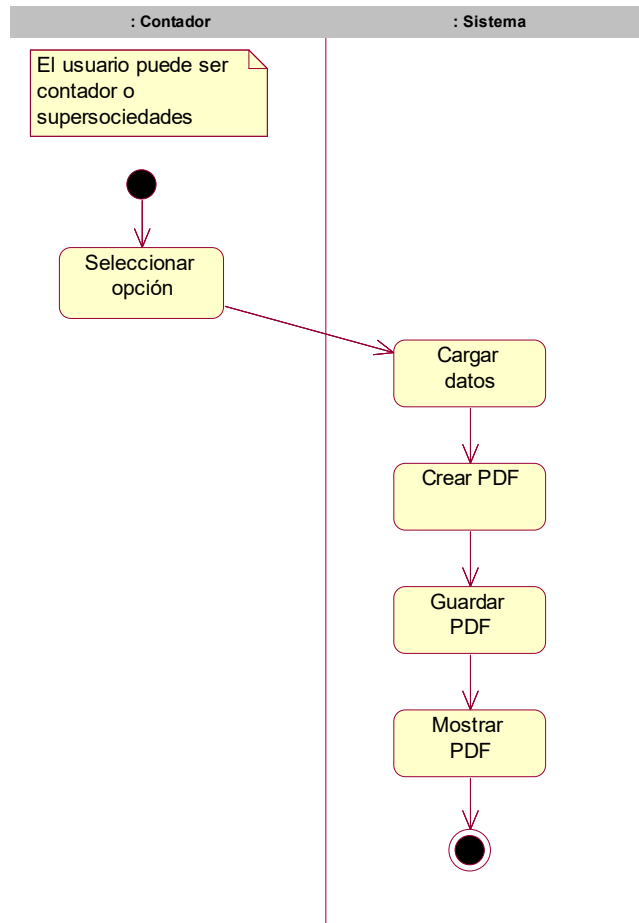 : Contador
: Sistema
El usuario puede ser
contador o
supersociedades
Seleccionar
opción
Cargar
datos
Crear PDF
Guardar
PDF
Mostrar
PDF